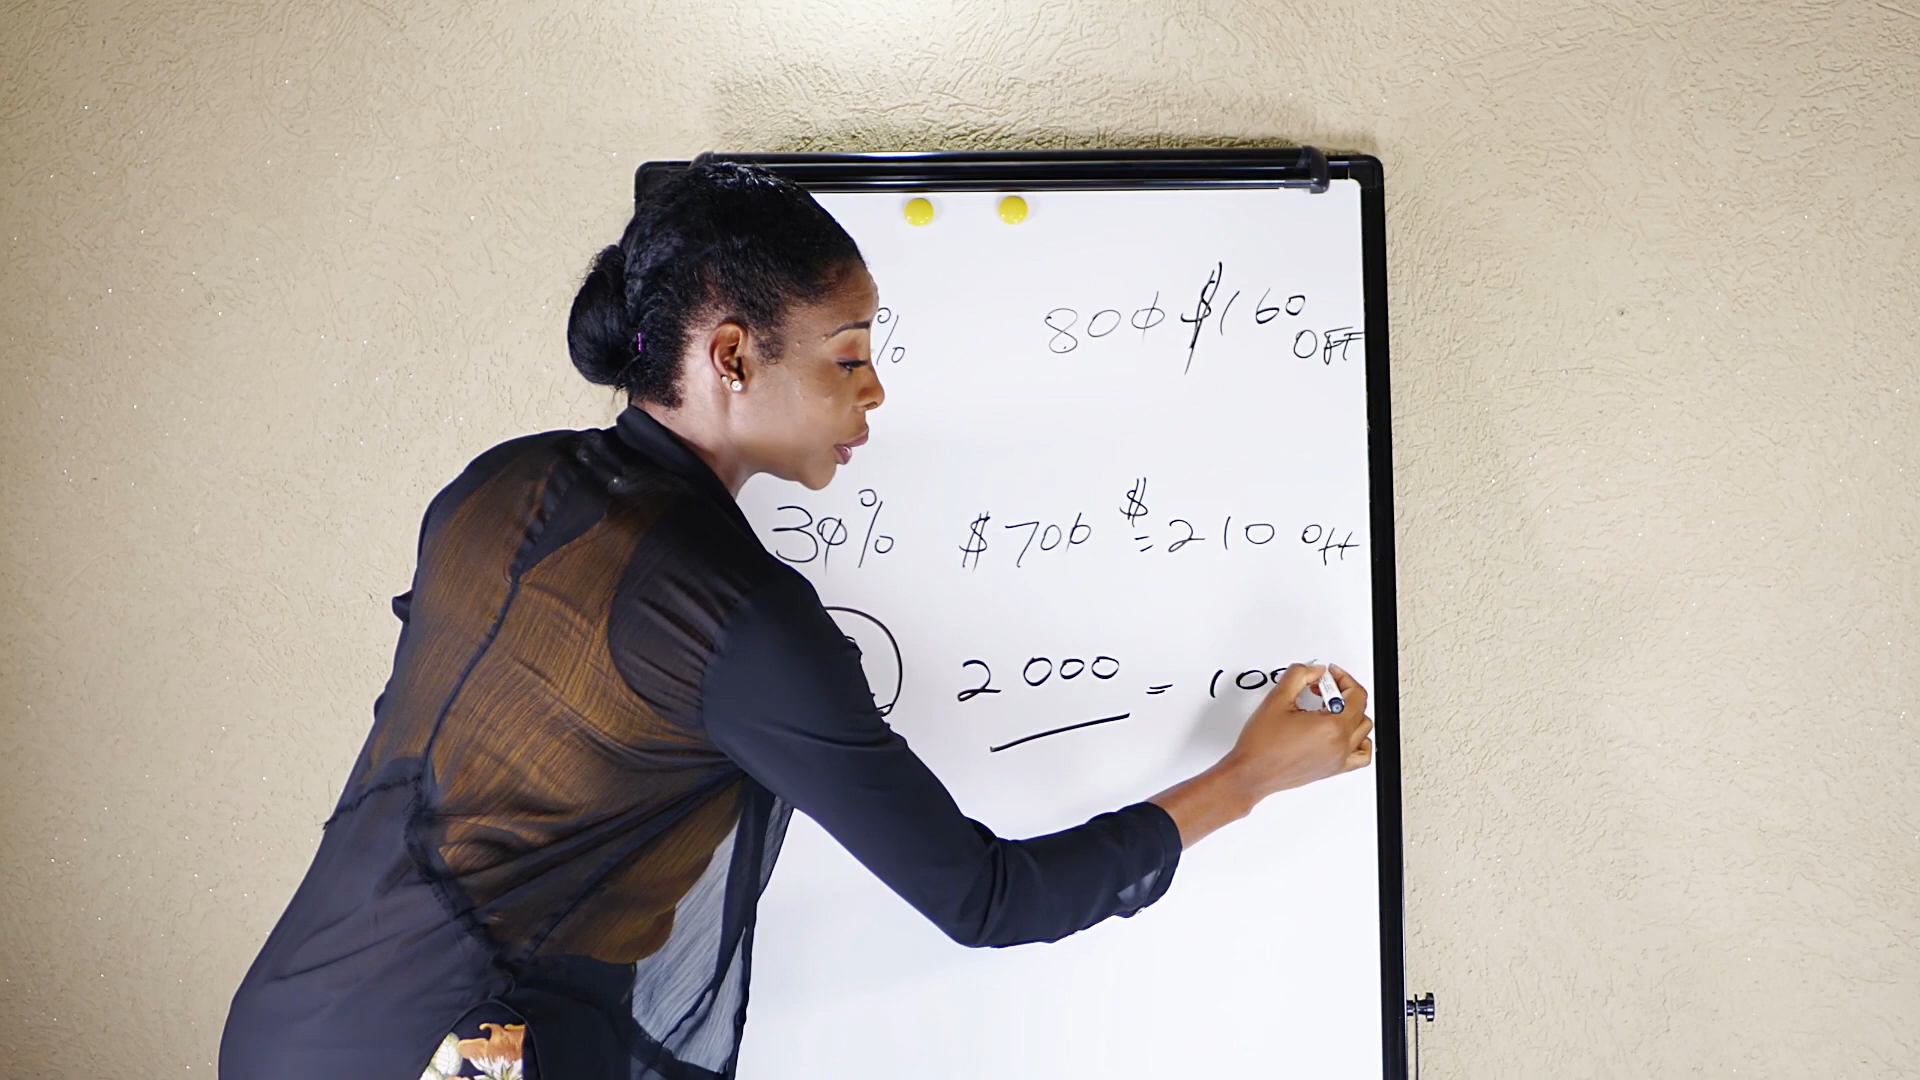 % 800 $160 OFF
30% $700 = $210 Off
2000 = 100